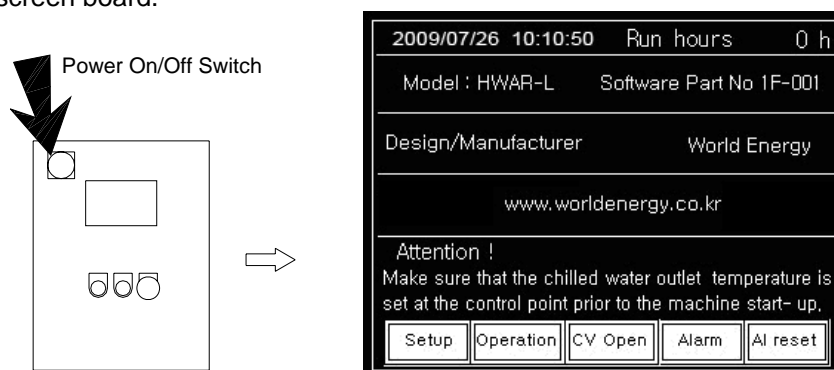 screen board.
Power On/Off Switch
2009/07/26 10:10:50 Run hours 0 h
Model : HWAR-L Software Part No 1F-001
Design/Manufacturer World Energy
www.worldenergy.co.kr
Attention !
Make sure that the chilled water outlet temperature is
set at the control point prior to the machine start- up.
Setup Operation CV Open Alarm Al reset